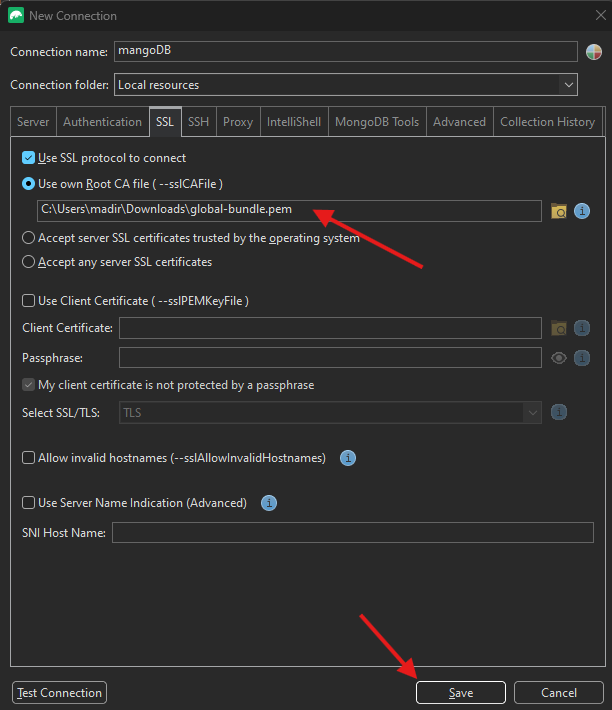 New Connection
Connection name: mangoDB
Connection folder: Local resources
Server Authentication SSL SSH Proxy IntelliShell MongoDB Tools Advanced Collection History
Use SSL protocol to connect
Use own Root CA file ( --sslCAFile )
C:\Users\madir\Downloads\global-bundle.pem
Accept server SSL certificates trusted by the operating system
Accept any server SSL certificates
Use Client Certificate ( --sslPEMKeyFile )
Client Certificate:
Passphrase:
My client certificate is not protected by a passphrase
Select SSL/TLS: TLS
Allow invalid hostnames (--sslAllowInvalidHostnames)
Use Server Name Indication (Advanced)
SNI Host Name:
Test Connection Save Cancel